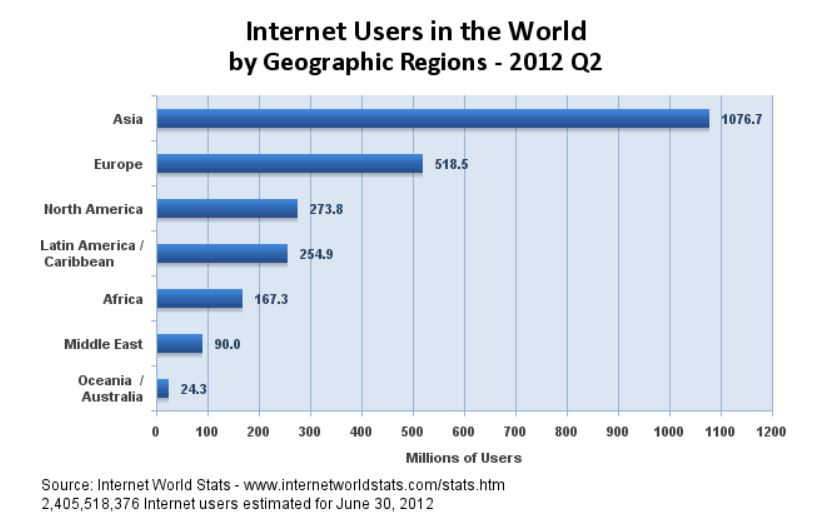 Internet Users in the World
by Geographic Regions - 2012 Q2
Asia 1076.7
Europe 518.5
North America 273.8
Latin America /
Caribbean 254.9
Africa 167.3
Middle East 90.0
Oceania /
Australia 24.3
0 100 200 300 400 500 600 700 800 900 1000 1100 1200
Millions of Users
Source: Internet World Stats - www.internetworldstats.com/stats.htm
2,405,518,376 Internet users estimated for June 30, 2012